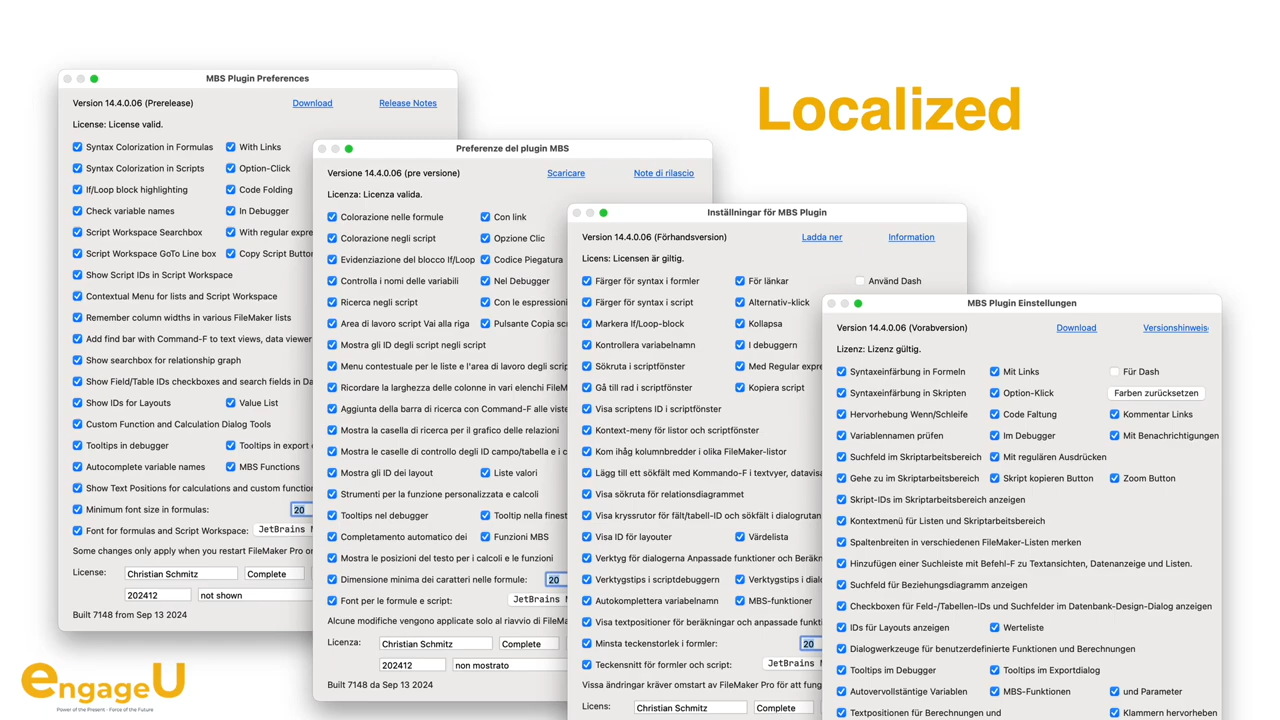 Localized
MBS Plugin Preferences
Version 14.4.0.06 (Prerelease) Download Release Notes
License: License valid.
Syntax Colorization in Formulas With Links
Syntax Colorization in Scripts Option-Click
If/Loop block highlighting Code Folding
Check variable names In Debugger
Script Workspace Searchbox With regular expre
Script Workspace GoTo Line box Copy Script Butto
Show Script IDs in Script Workspace
Contextual Menu for lists and Script Workspace
Remember column widths in various FileMaker lists
Add find bar with Command-F to text views, data viewer
Show searchbox for relationship graph
Show Field/Table IDs checkboxes and search fields in Da
Show IDs for Layouts Value List
Custom Function and Calculation Dialog Tools
Tooltips in debugger Tooltips in export
Autocomplete variable names MBS Functions
Show Text Positions for calculations and custom function
Minimum font size in formulas: 20
Font for formulas and Script Workspace: JetBrains
Some changes only apply when you restart FileMaker Pro or
License: Christian Schmitz Complete
202412 not shown
Built 7148 from Sep 13 2024
Preferenze del plugin MBS
Versione 14.4.0.06 (pre versione) Scaricare Note di rilascio
Licenza: Licenza valida.
Colorazione nelle formule Con link
Colorazione negli script Opzione Clic
Evidenziazione del blocco If/Loop Codice Piegatura
Controlla i nomi delle variabili Nel Debugger
Ricerca negli script Con le espressioni
Area di lavoro script Vai alla riga Pulsante Copia sc
Mostra gli ID degli script negli script
Menu contestuale per le liste e l'area di lavoro degli scrip
Ricordare la larghezza delle colonne in vari elenchi FileM
Aggiunta della barra di ricerca con Command-F alle viste
Mostra la casella di ricerca per il grafico delle relazioni
Mostra le caselle di controllo degli ID campo/tabella e i c
Mostra gli ID dei layout Liste valori
Strumenti per la funzione personalizzata e calcoli
Tooltips nel debugger Tooltip nella finest
Completamento automatico dei Funzioni MBS
Mostra le posizioni del testo per i calcoli e le funzioni
Dimensione minima dei caratteri nelle formule: 20
Font per le formule e script: JetBrains
Alcune modifiche vengono applicate solo al riavvio di FileMa
Licenza: Christian Schmitz Complete
202412 non mostrato
Built 7148 da Sep 13 2024
Inställningar för MBS Plugin
Version 14.4.0.06 (Förhandsversion) Ladda ner Information
Licens: Licensen är giltig.
Färger för syntax i formler För länkar Använd Dash
Färger för syntax i script Alternativ-klick
Markera If/Loop-block Kollapsa
Kontrollera variabelnamn I debuggern
Sökruta i scriptfönster Med Regular expre
Gå till rad i scriptfönster Kopiera script
Visa scriptens ID i scriptfönster
Kontext-meny för listor och scriptfönster
Kom ihåg kolumnbredder i olika FileMaker-listor
Lägg till ett sökfält med Kommando-F i textvyer, datavisa
Visa sökruta för relationsdiagrammet
Visa kryssrutor för fält/tabell-ID och sökfält i dialogrutan
Visa ID för layouter Värdelista
Verktyg för dialogerna Anpassade funktioner och Beräkn
Verktygstips i scriptdebuggern Verktygstips i dialo
Autokomplettera variabelnamn MBS-funktioner
Visa textpositioner för beräkningar och anpassade funkti
Minsta teckenstorlek i formler: 20
Teckensnitt för formler och script: JetBrains
Vissa ändringar kräver omstart av FileMaker Pro för att fung
Licens: Christian Schmitz Complete
MBS Plugin Einstellungen
Version 14.4.0.06 (Vorabversion) Download Versionshinweis
Lizenz: Lizenz gültig.
Syntaxeinfärbung in Formeln Mit Links Für Dash
Syntaxeinfärbung in Skripten Option-Klick Farben zurücksetzen
Hervorhebung Wenn/Schleife Code Faltung Kommentar Links
Variablennamen prüfen Im Debugger Mit Benachrichtigungen
Suchfeld im Skriptarbeitsbereich Mit regulären Ausdrücken
Gehe zu im Skriptarbeitsbereich Skript kopieren Button Zoom Button
Skript-IDs im Skriptarbeitsbereich anzeigen
Kontextmenü für Listen und Skriptarbeitsbereich
Spaltenbreiten in verschiedenen FileMaker-Listen merken
Hinzufügen einer Suchleiste mit Befehl-F zu Textansichten, Datenanzeige und Listen.
Suchfeld für Beziehungsdiagramm anzeigen
Checkboxen für Feld-/Tabellen-IDs und Suchfelder im Datenbank-Design-Dialog anzeigen
IDs für Layouts anzeigen Werteliste
Dialogwerkzeuge für benutzerdefinierte Funktionen und Berechnungen
Tooltips im Debugger Tooltips im Exportdialog
Autovervollständige Variablen MBS-Funktionen und Parameter
Textpositionen für Berechnungen und Klammern hervorheben
engageU
Power of the Present - Force of the Future